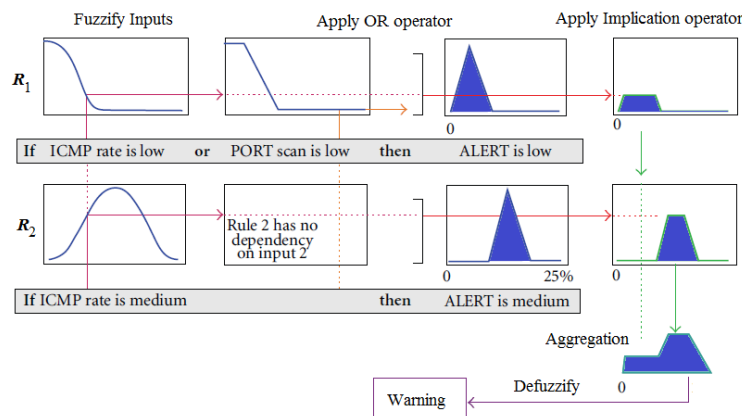 Fuzzify Inputs
Apply OR operator
Apply Implication operator
R1
0
0
If ICMP rate is low or PORT scan is low then ALERT is low
R2
Rule 2 has no
dependency
on input 2
0 25%
0
If ICMP rate is medium then ALERT is medium
Aggregation
0
Warning
Defuzzify